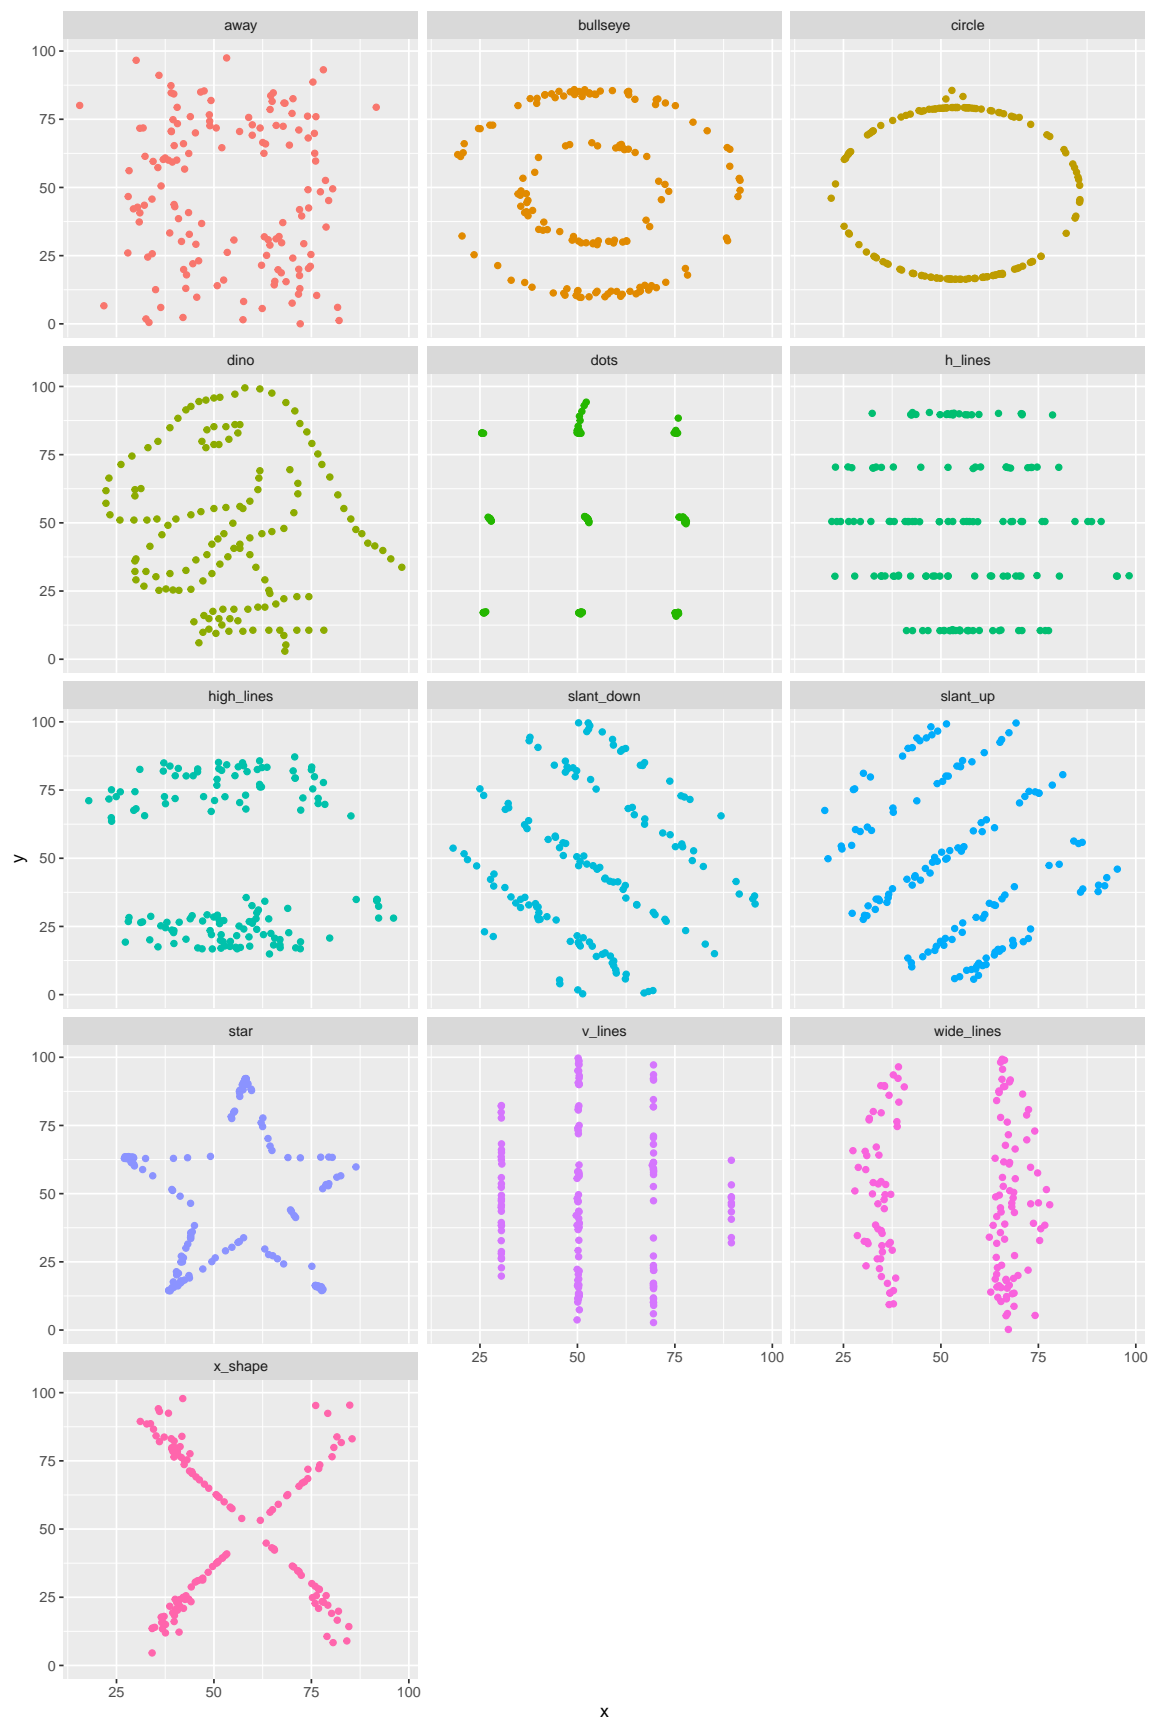 away bullseye circle
100
75
50
25
0
dino dots h_lines
100
75
50
25
0
high_lines slant_down slant_up
100
75
50
25
0
y
star v_lines wide_lines
100
75
50
25
0
25 50 75 100 25 50 75 100
x_shape
100
75
50
25
0
25 50 75 100
x